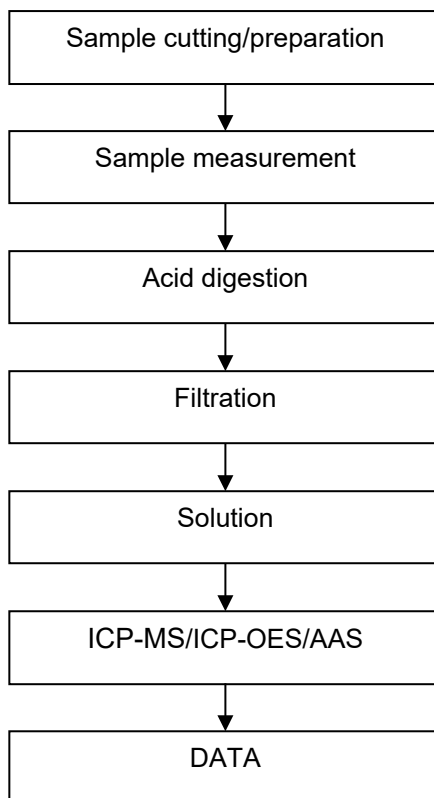 Sample cutting/preparation
Sample measurement
Acid digestion
Filtration
Solution
ICP-MS/ICP-OES/AAS
DATA